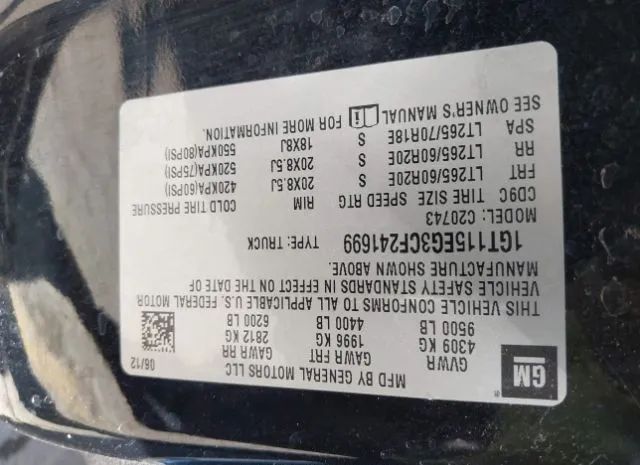 GM
MFD BY GENERAL MOTORS LLC
06/12
GVWR GAWR FRT GAWR RR
4309 KG 1996 KG 2812 KG
9500 LB 4400 LB 6200 LB
THIS VEHICLE CONFORMS TO ALL APPLICABLE U.S. FEDERAL MOTOR
VEHICLE SAFETY STANDARDS IN EFFECT ON THE DATE OF
MANUFACTURE SHOWN ABOVE.
1GT115EG3CF241699 TYPE: TRUCK
MODEL: C20743
CD9C TIRE SIZE SPEED RTG RIM COLD TIRE PRESSURE
FRT LT265/60R20E S 20X8.5J 420KPA(60PSI)
RR LT265/60R20E S 20X8.5J 520KPA(75PSI)
SPA LT265/70R18E S 18X8J 550KPA(80PSI)
SEE OWNER'S MANUAL FOR MORE INFORMATION.